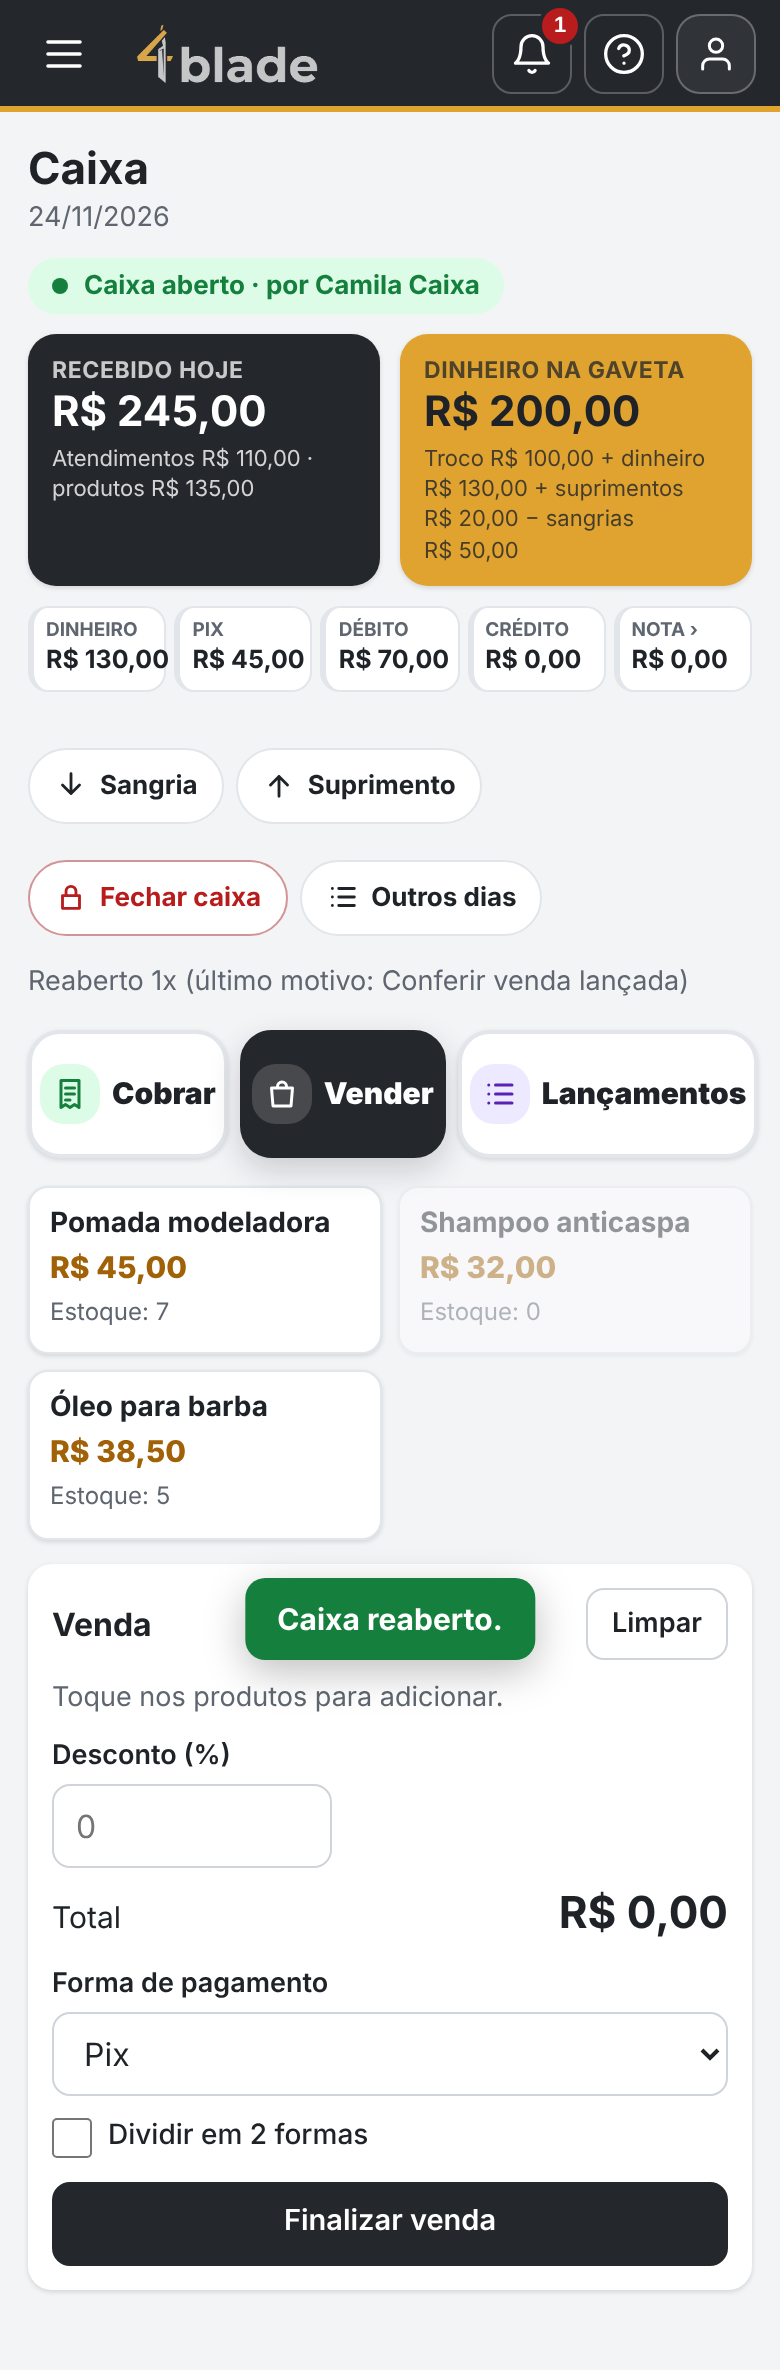 1
4blade
Caixa
24/11/2026
Caixa aberto · por Camila Caixa
RECEBIDO HOJE
R$ 245,00
Atendimentos R$ 110,00 ·
produtos R$ 135,00
DINHEIRO NA GAVETA
R$ 200,00
Troco R$ 100,00 + dinheiro
R$ 130,00 + suprimentos
R$ 20,00 − sangrias
R$ 50,00
DINHEIRO
R$ 130,00
PIX
R$ 45,00
DÉBITO
R$ 70,00
CRÉDITO
R$ 0,00
NOTA ›
R$ 0,00
Sangria
Suprimento
Fechar caixa
Outros dias
Reaberto 1x (último motivo: Conferir venda lançada)
Cobrar
Vender
Lançamentos
Pomada modeladora
R$ 45,00
Estoque: 7
Shampoo anticaspa
R$ 32,00
Estoque: 0
Óleo para barba
R$ 38,50
Estoque: 5
Venda
Caixa reaberto.
Limpar
Toque nos produtos para adicionar.
Desconto (%)
0
Total
R$ 0,00
Forma de pagamento
Pix
Dividir em 2 formas
Finalizar venda